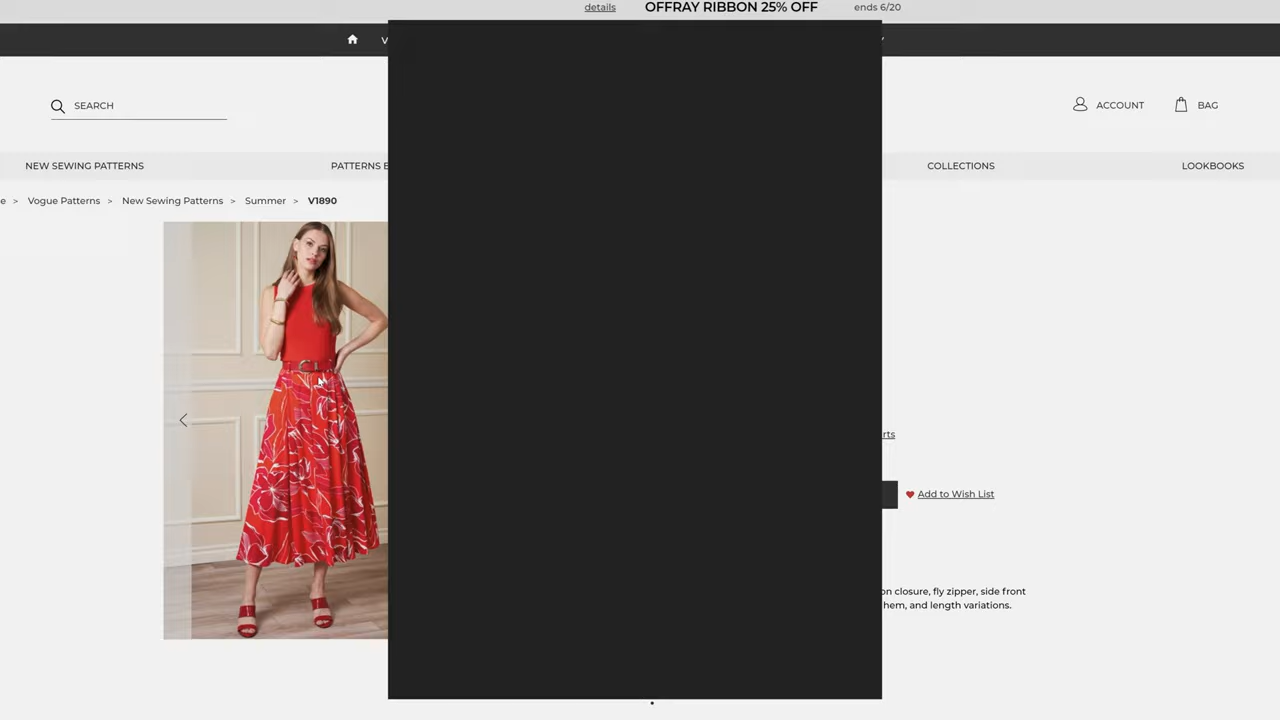 details OFFRAY RIBBON 25% OFF ends 6/20
V
SEARCH
ACCOUNT BAG
NEW SEWING PATTERNS PATTERNS COLLECTIONS LOOKBOOKS
> Vogue Patterns > New Sewing Patterns > Summer > V1890
Add to Wish List
closure, fly zipper, side front
hem, and length variations.